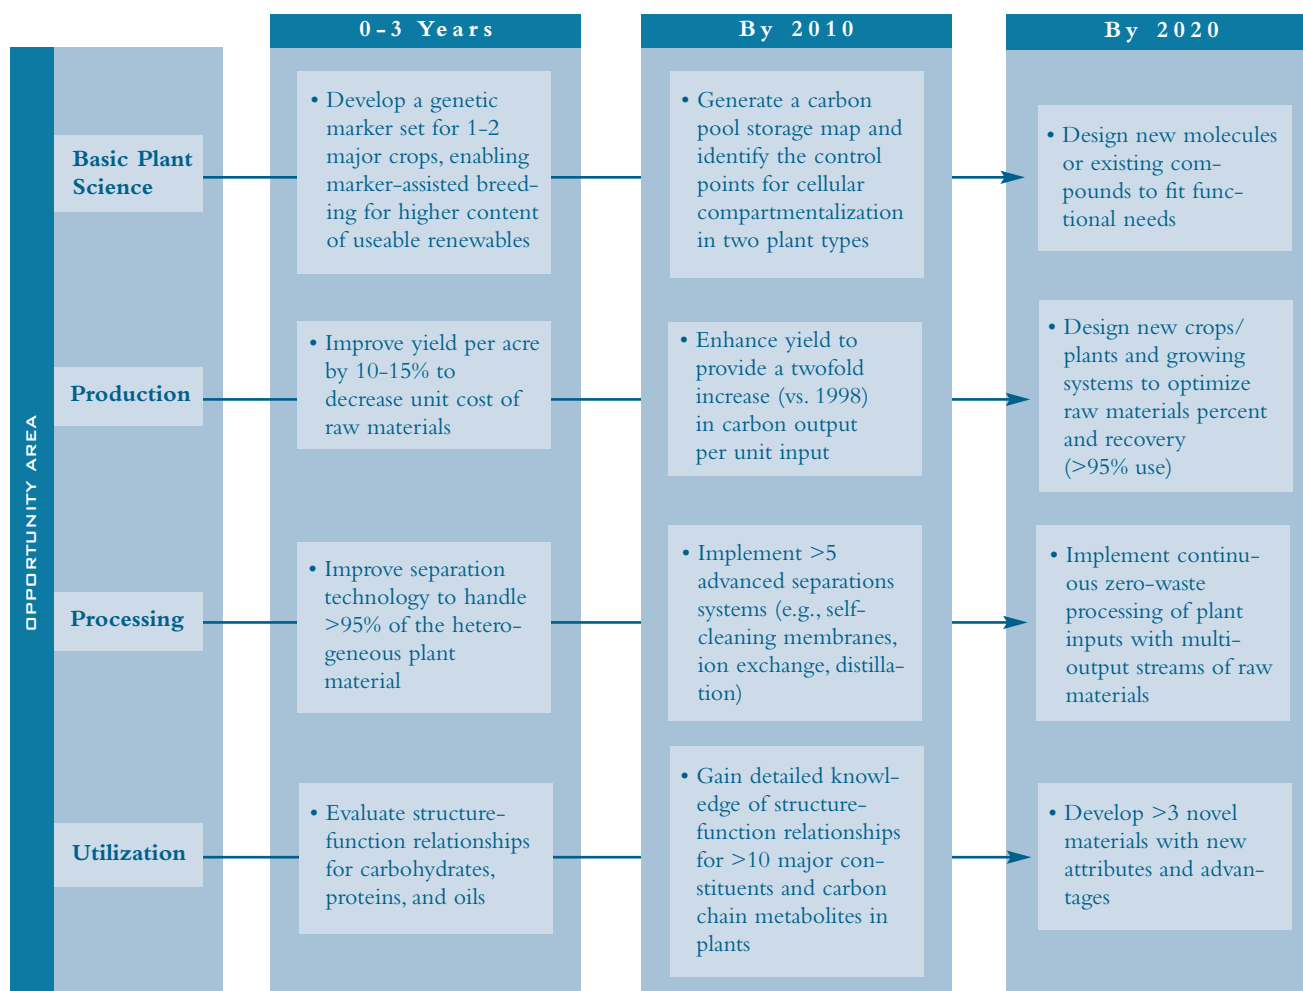 0-3 Years
By 2010
By 2020
OPPORTUNITY AREA
Basic Plant
Science
• Develop a genetic
marker set for 1-2
major crops, enabling
marker-assisted breed-
ing for higher content
of useable renewables
• Generate a carbon
pool storage map and
identify the control
points for cellular
compartmentalization
in two plant types
• Design new molecules
or existing com-
pounds to fit func-
tional needs
Production
• Improve yield per acre
by 10-15% to
decrease unit cost of
raw materials
• Enhance yield to
provide a twofold
increase (vs. 1998)
in carbon output
per unit input
• Design new crops/
plants and growing
systems to optimize
raw materials percent
and recovery
(>95% use)
Processing
• Improve separation
technology to handle
>95% of the hetero-
geneous plant
material
• Implement >5
advanced separations
systems (e.g., self-
cleaning membranes,
ion exchange, distilla-
tion)
• Implement continu-
ous zero-waste
processing of plant
inputs with multi-
output streams of raw
materials
Utilization
• Evaluate structure-
function relationships
for carbohydrates,
proteins, and oils
• Gain detailed knowl-
edge of structure-
function relationships
for >10 major con-
stituents and carbon
chain metabolites in
plants
• Develop >3 novel
materials with new
attributes and advan-
tages